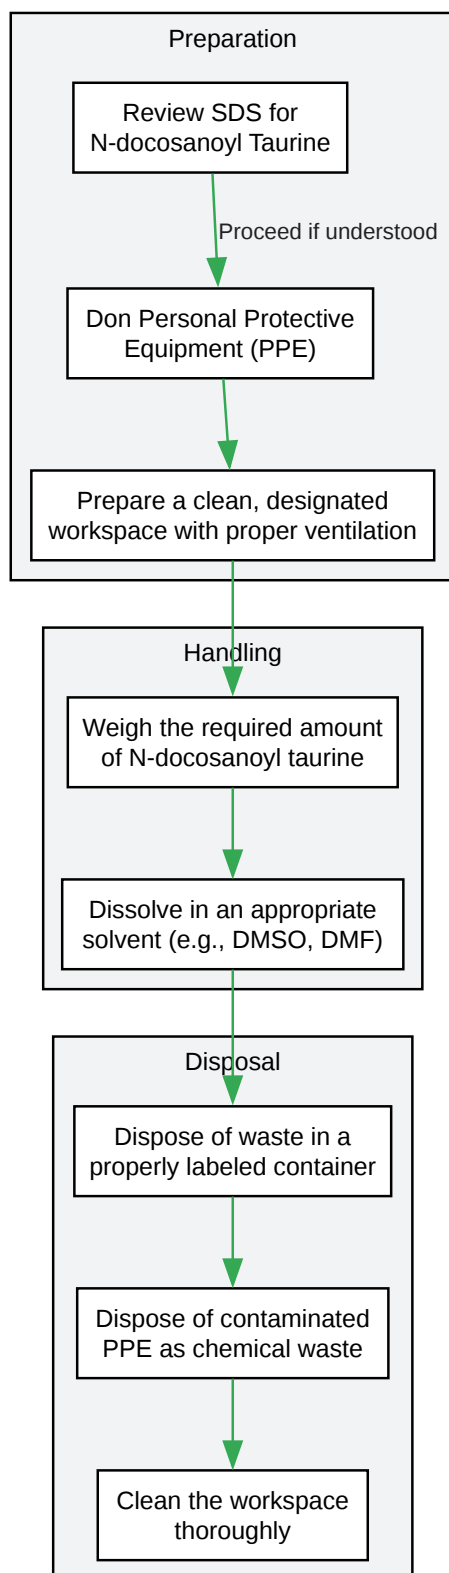 Preparation
Review SDS for
N-docosanoyl Taurine
Proceed if understood
Don Personal Protective
Equipment (PPE)
Prepare a clean, designated
workspace with proper ventilation
Handling
Weigh the required amount
of N-docosanoyl taurine
Dissolve in an appropriate
solvent (e.g., DMSO, DMF)
Disposal
Dispose of waste in a
properly labeled container
Dispose of contaminated
PPE as chemical waste
Clean the workspace
thoroughly